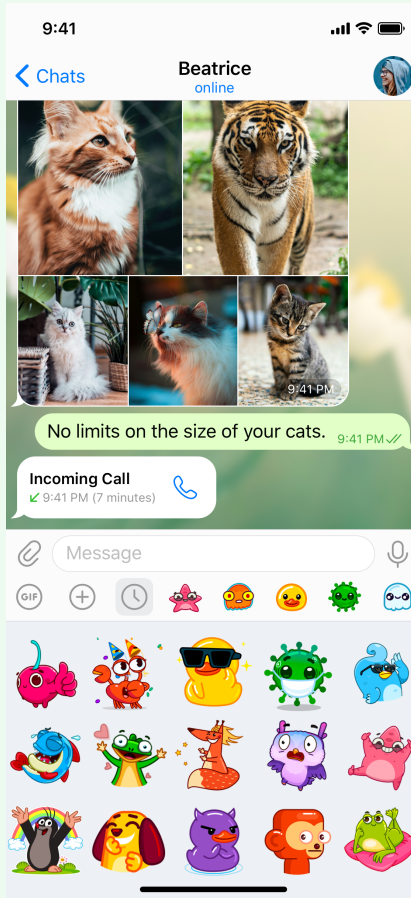 9:41
Chats
Beatrice
online
9:41 PM
No limits on the size of your cats.
9:41 PM
Incoming Call
9:41 PM (7 minutes)
Message
GIF